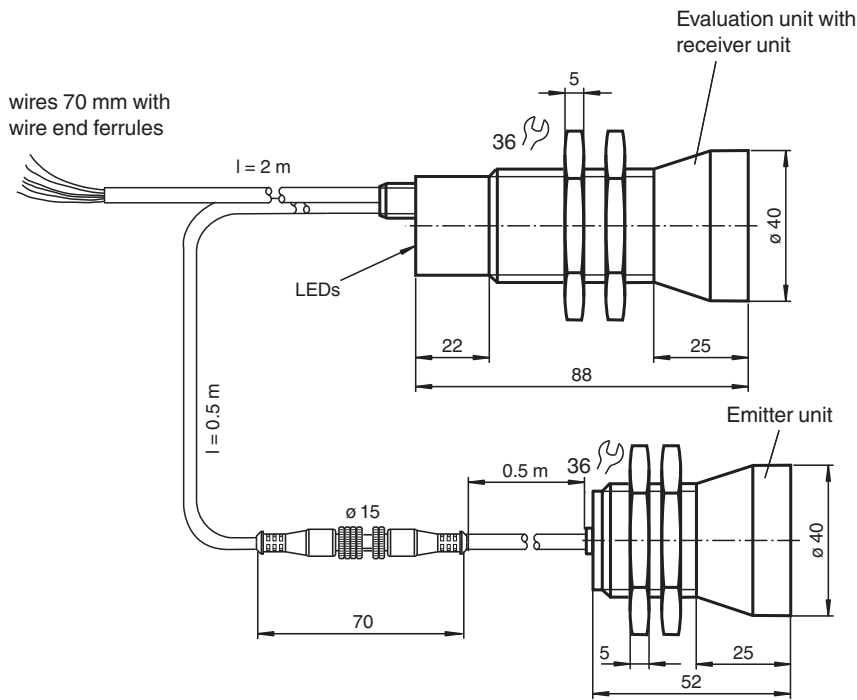 Evaluation unit with
receiver unit
wires 70 mm with
wire end ferrules
5
36
l = 2 m
ø 40
LEDs
22
25
88
l = 0.5 m
Emitter unit
0.5 m
36
ø 15
ø 40
70
5
25
52